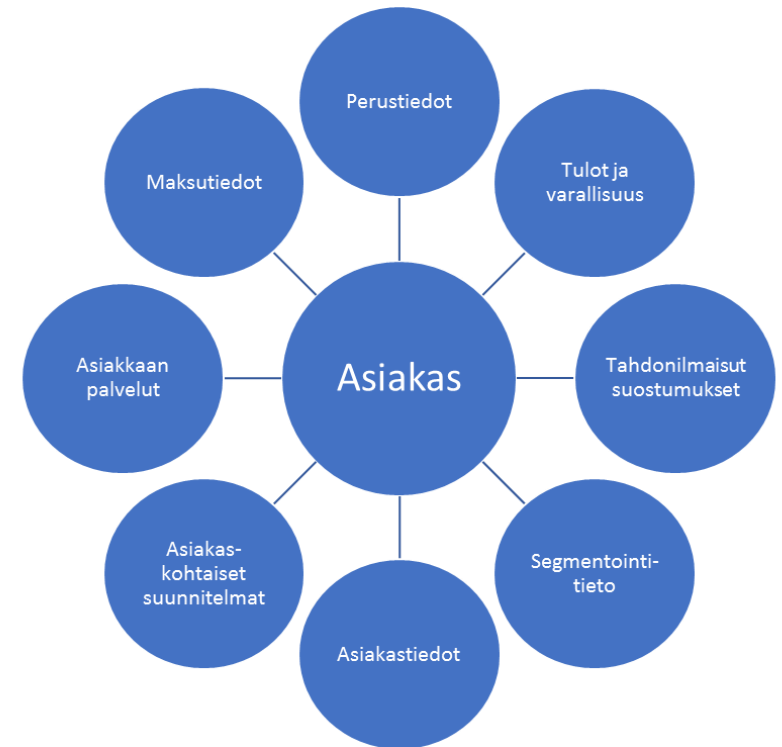 Perustiedot
Tulot ja
varallisuus
Tahdonilmaisut
suostumukset
Segmentointi-
tieto
Asiakastiedot
Asiakas-
kohtaiset
suunnitelmat
Asiakkaan
palvelut
Maksutiedot
Asiakas